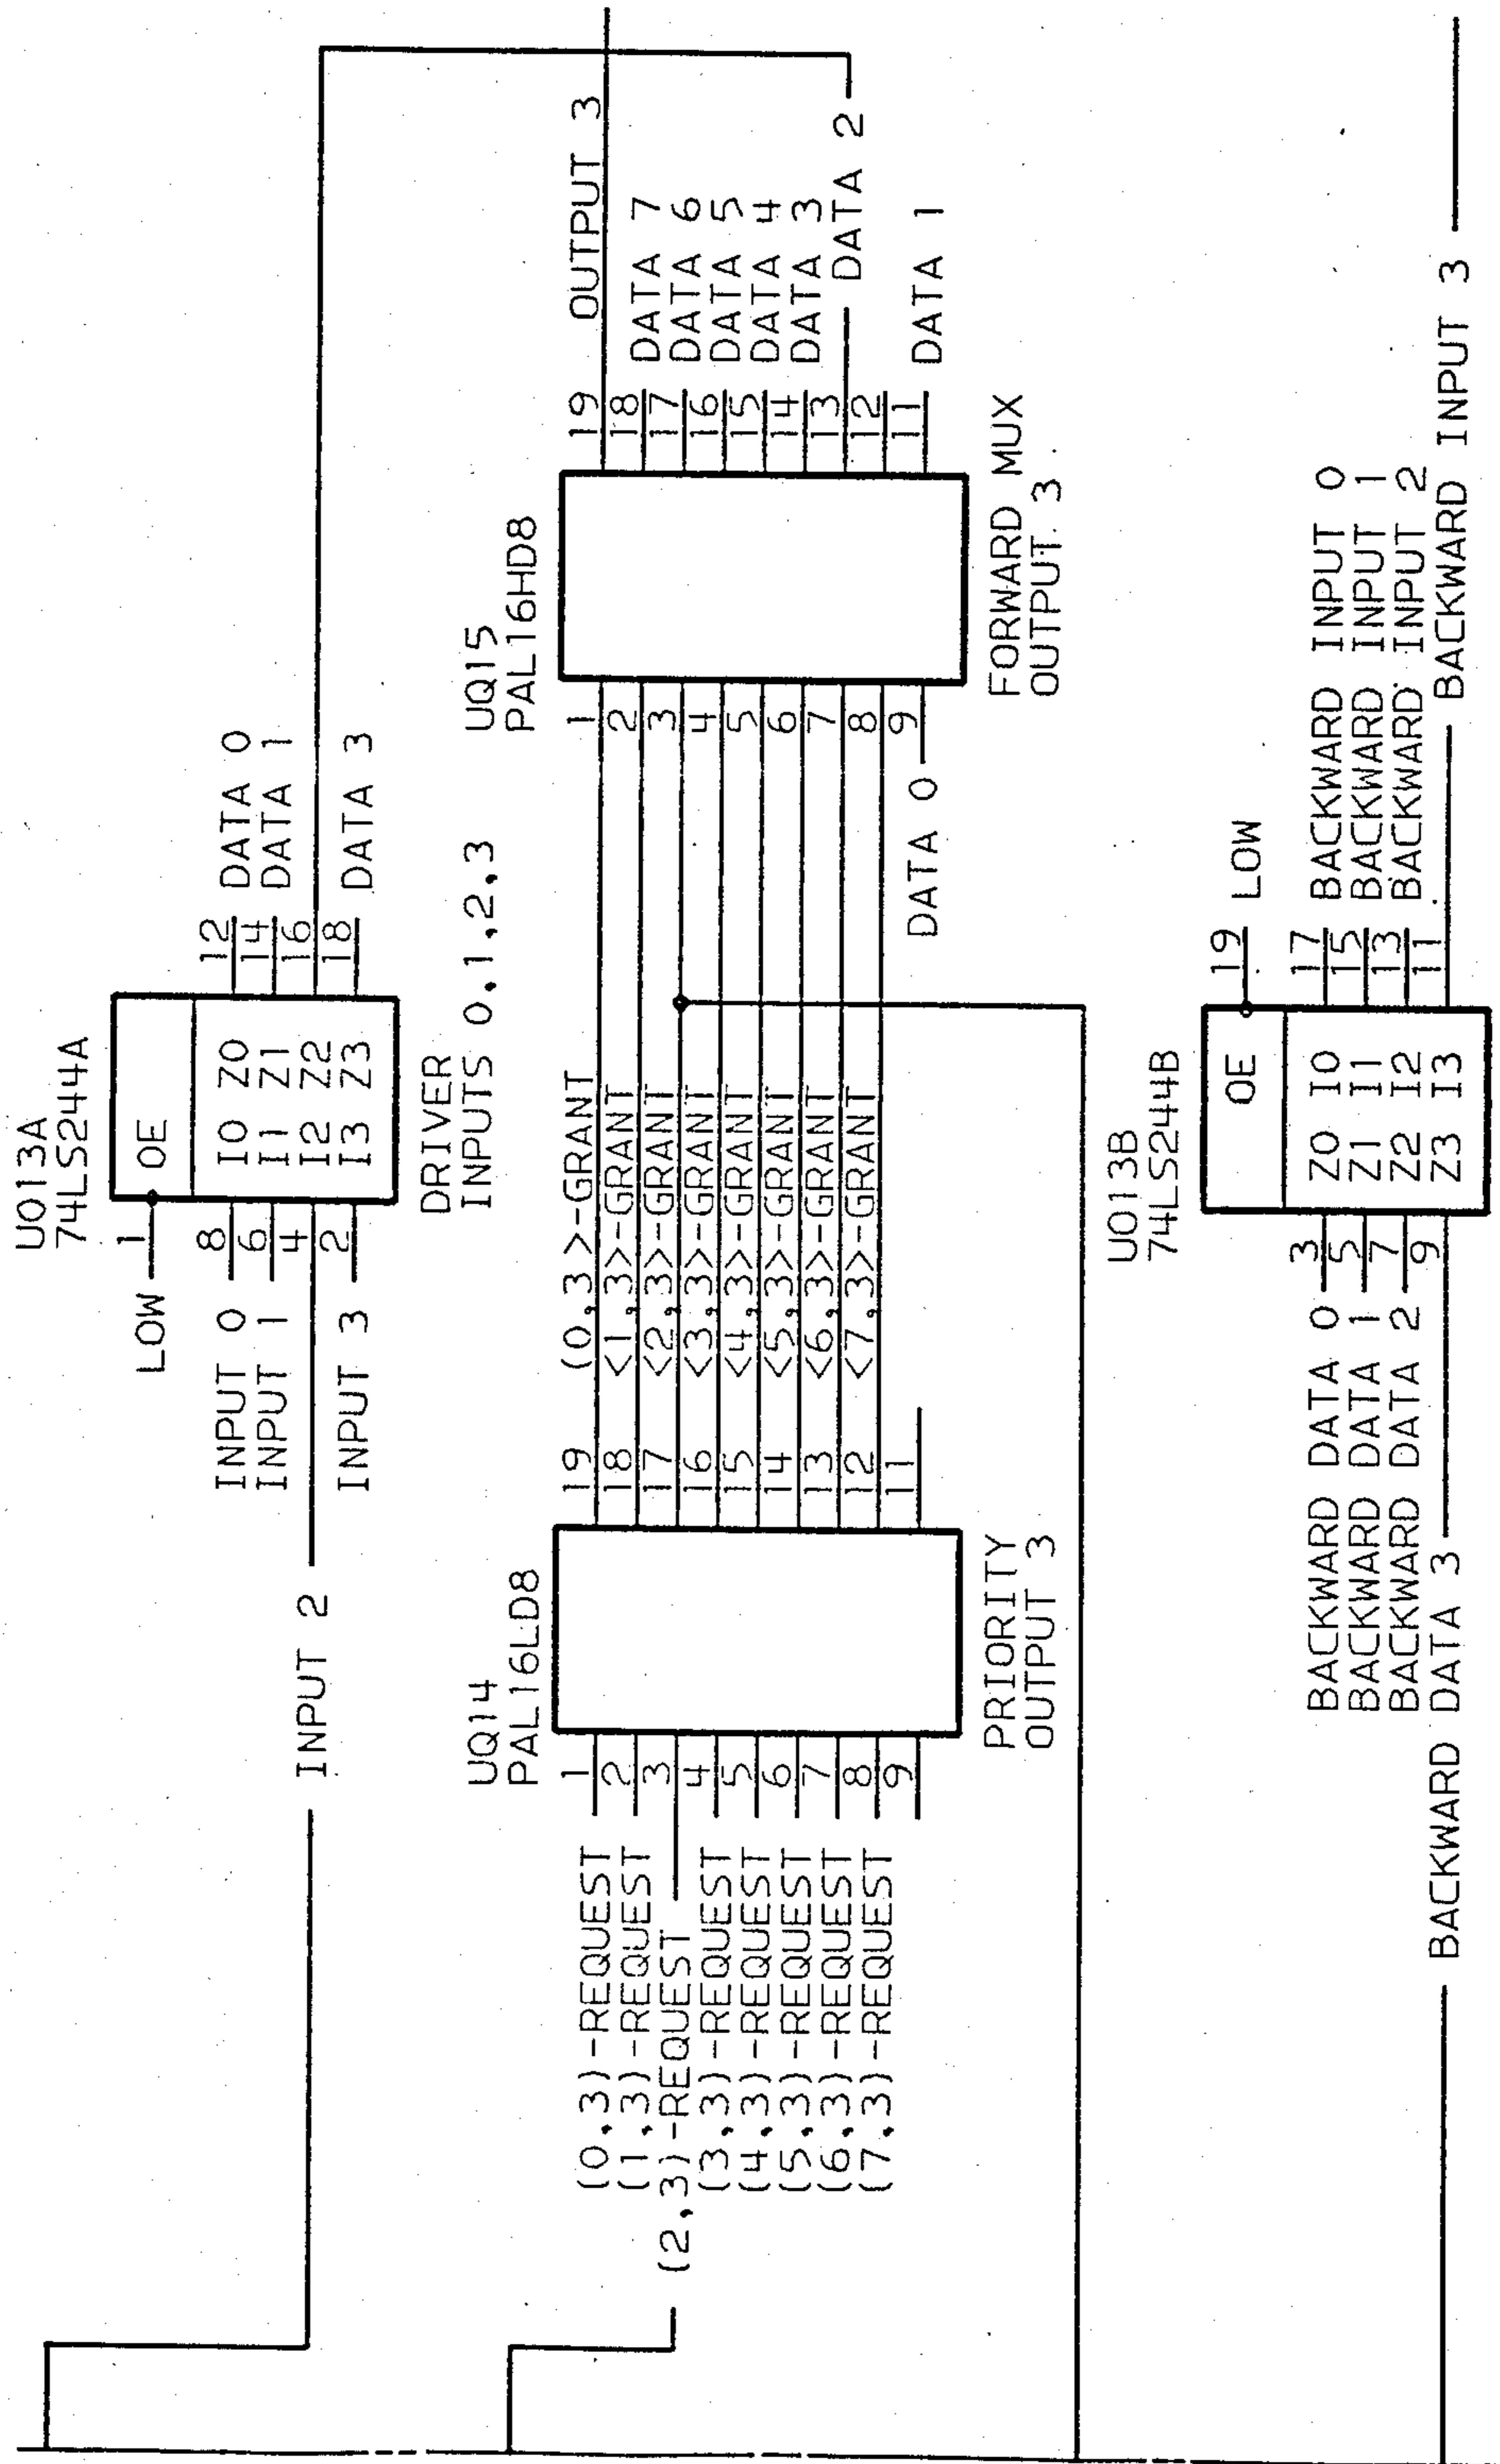 U013A
74LS244A
LOW
1
OE
INPUT 0
8
I0 Z0
12
DATA 0
INPUT 1
6
I1 Z1
14
DATA 1
INPUT 2
4
I2 Z2
16
INPUT 3
2
I3 Z3
18
DATA 3
DRIVER
INPUTS 0,1,2,3
UQ14
PAL16LD8
(0,3)-REQUEST
1
(1,3)-REQUEST
2
(2,3)-REQUEST
3
(3,3)-REQUEST
4
(4,3)-REQUEST
5
(5,3)-REQUEST
6
(6,3)-REQUEST
7
(7,3)-REQUEST
8
9
PRIORITY
OUTPUT 3
19
(0,3>-GRANT
18
<1,3>-GRANT
17
<2,3>-GRANT
16
<3,3>-GRANT
15
<4,3>-GRANT
14
<5,3>-GRANT
13
<6,3>-GRANT
12
<7,3>-GRANT
11
UQ15
PAL16HD8
1
2
3
4
5
6
7
8
9
DATA 0
FORWARD MUX
OUTPUT 3
19
OUTPUT 3
18
DATA 7
17
DATA 6
16
DATA 5
15
DATA 4
14
DATA 3
13
DATA 2
12
11
DATA 1
U013B
74LS244B
OE
19
LOW
BACKWARD DATA 0
3
Z0 I0
17
BACKWARD INPUT 0
BACKWARD DATA 1
5
Z1 I1
15
BACKWARD INPUT 1
BACKWARD DATA 2
7
Z2 I2
13
BACKWARD INPUT 2
BACKWARD DATA 3
9
Z3 I3
11
BACKWARD INPUT 3